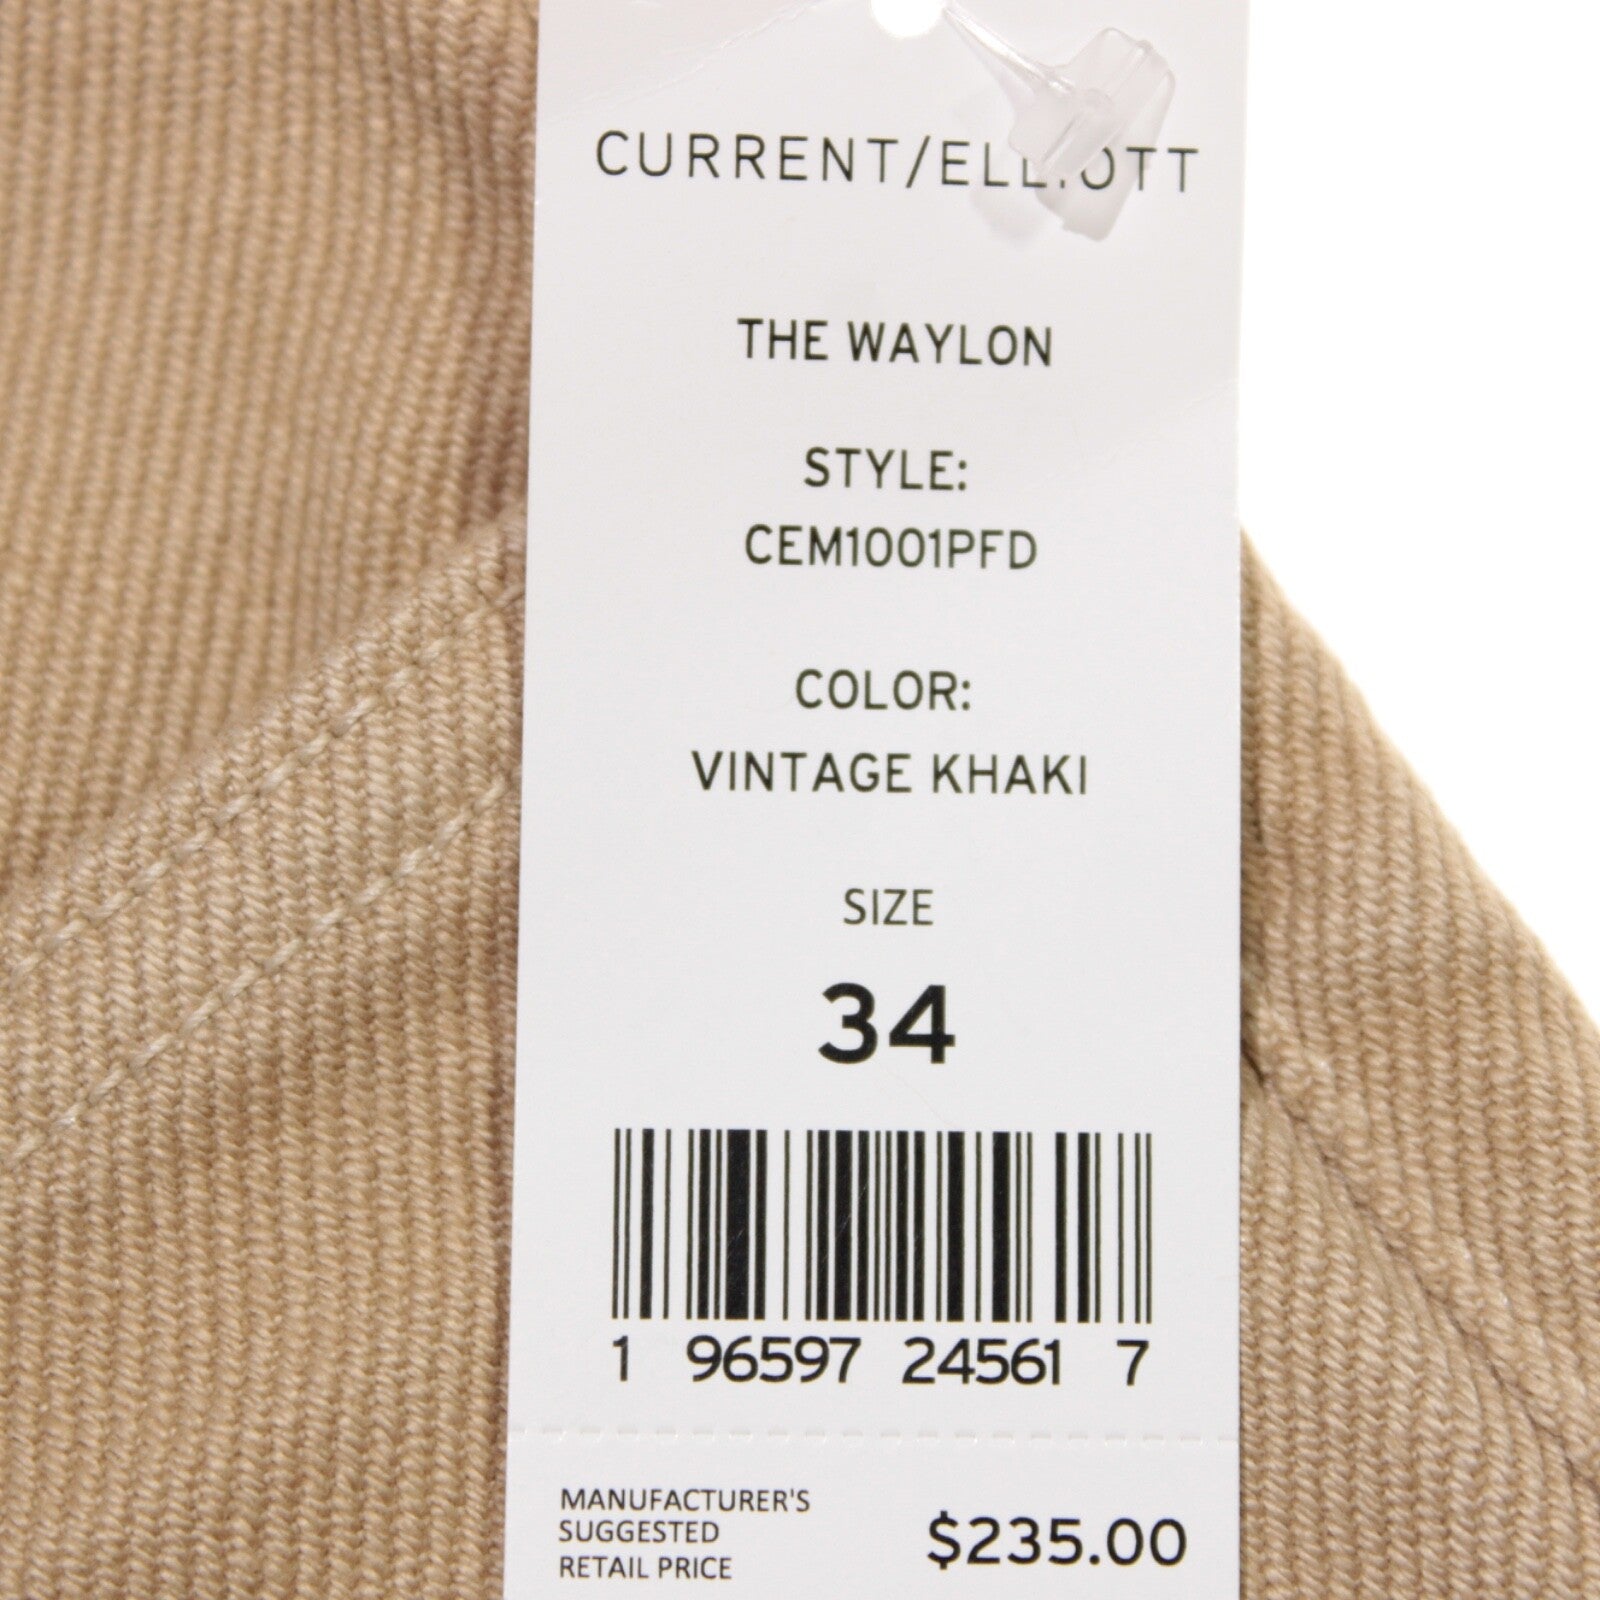 CURRENT/ELLIOTT
THE WAYLON
STYLE:
CEM1001PFD
COLOR:
VINTAGE KHAKI
SIZE
34
1 96597 24561 7
MANUFACTURER'S
SUGGESTED
RETAIL PRICE
$235.00